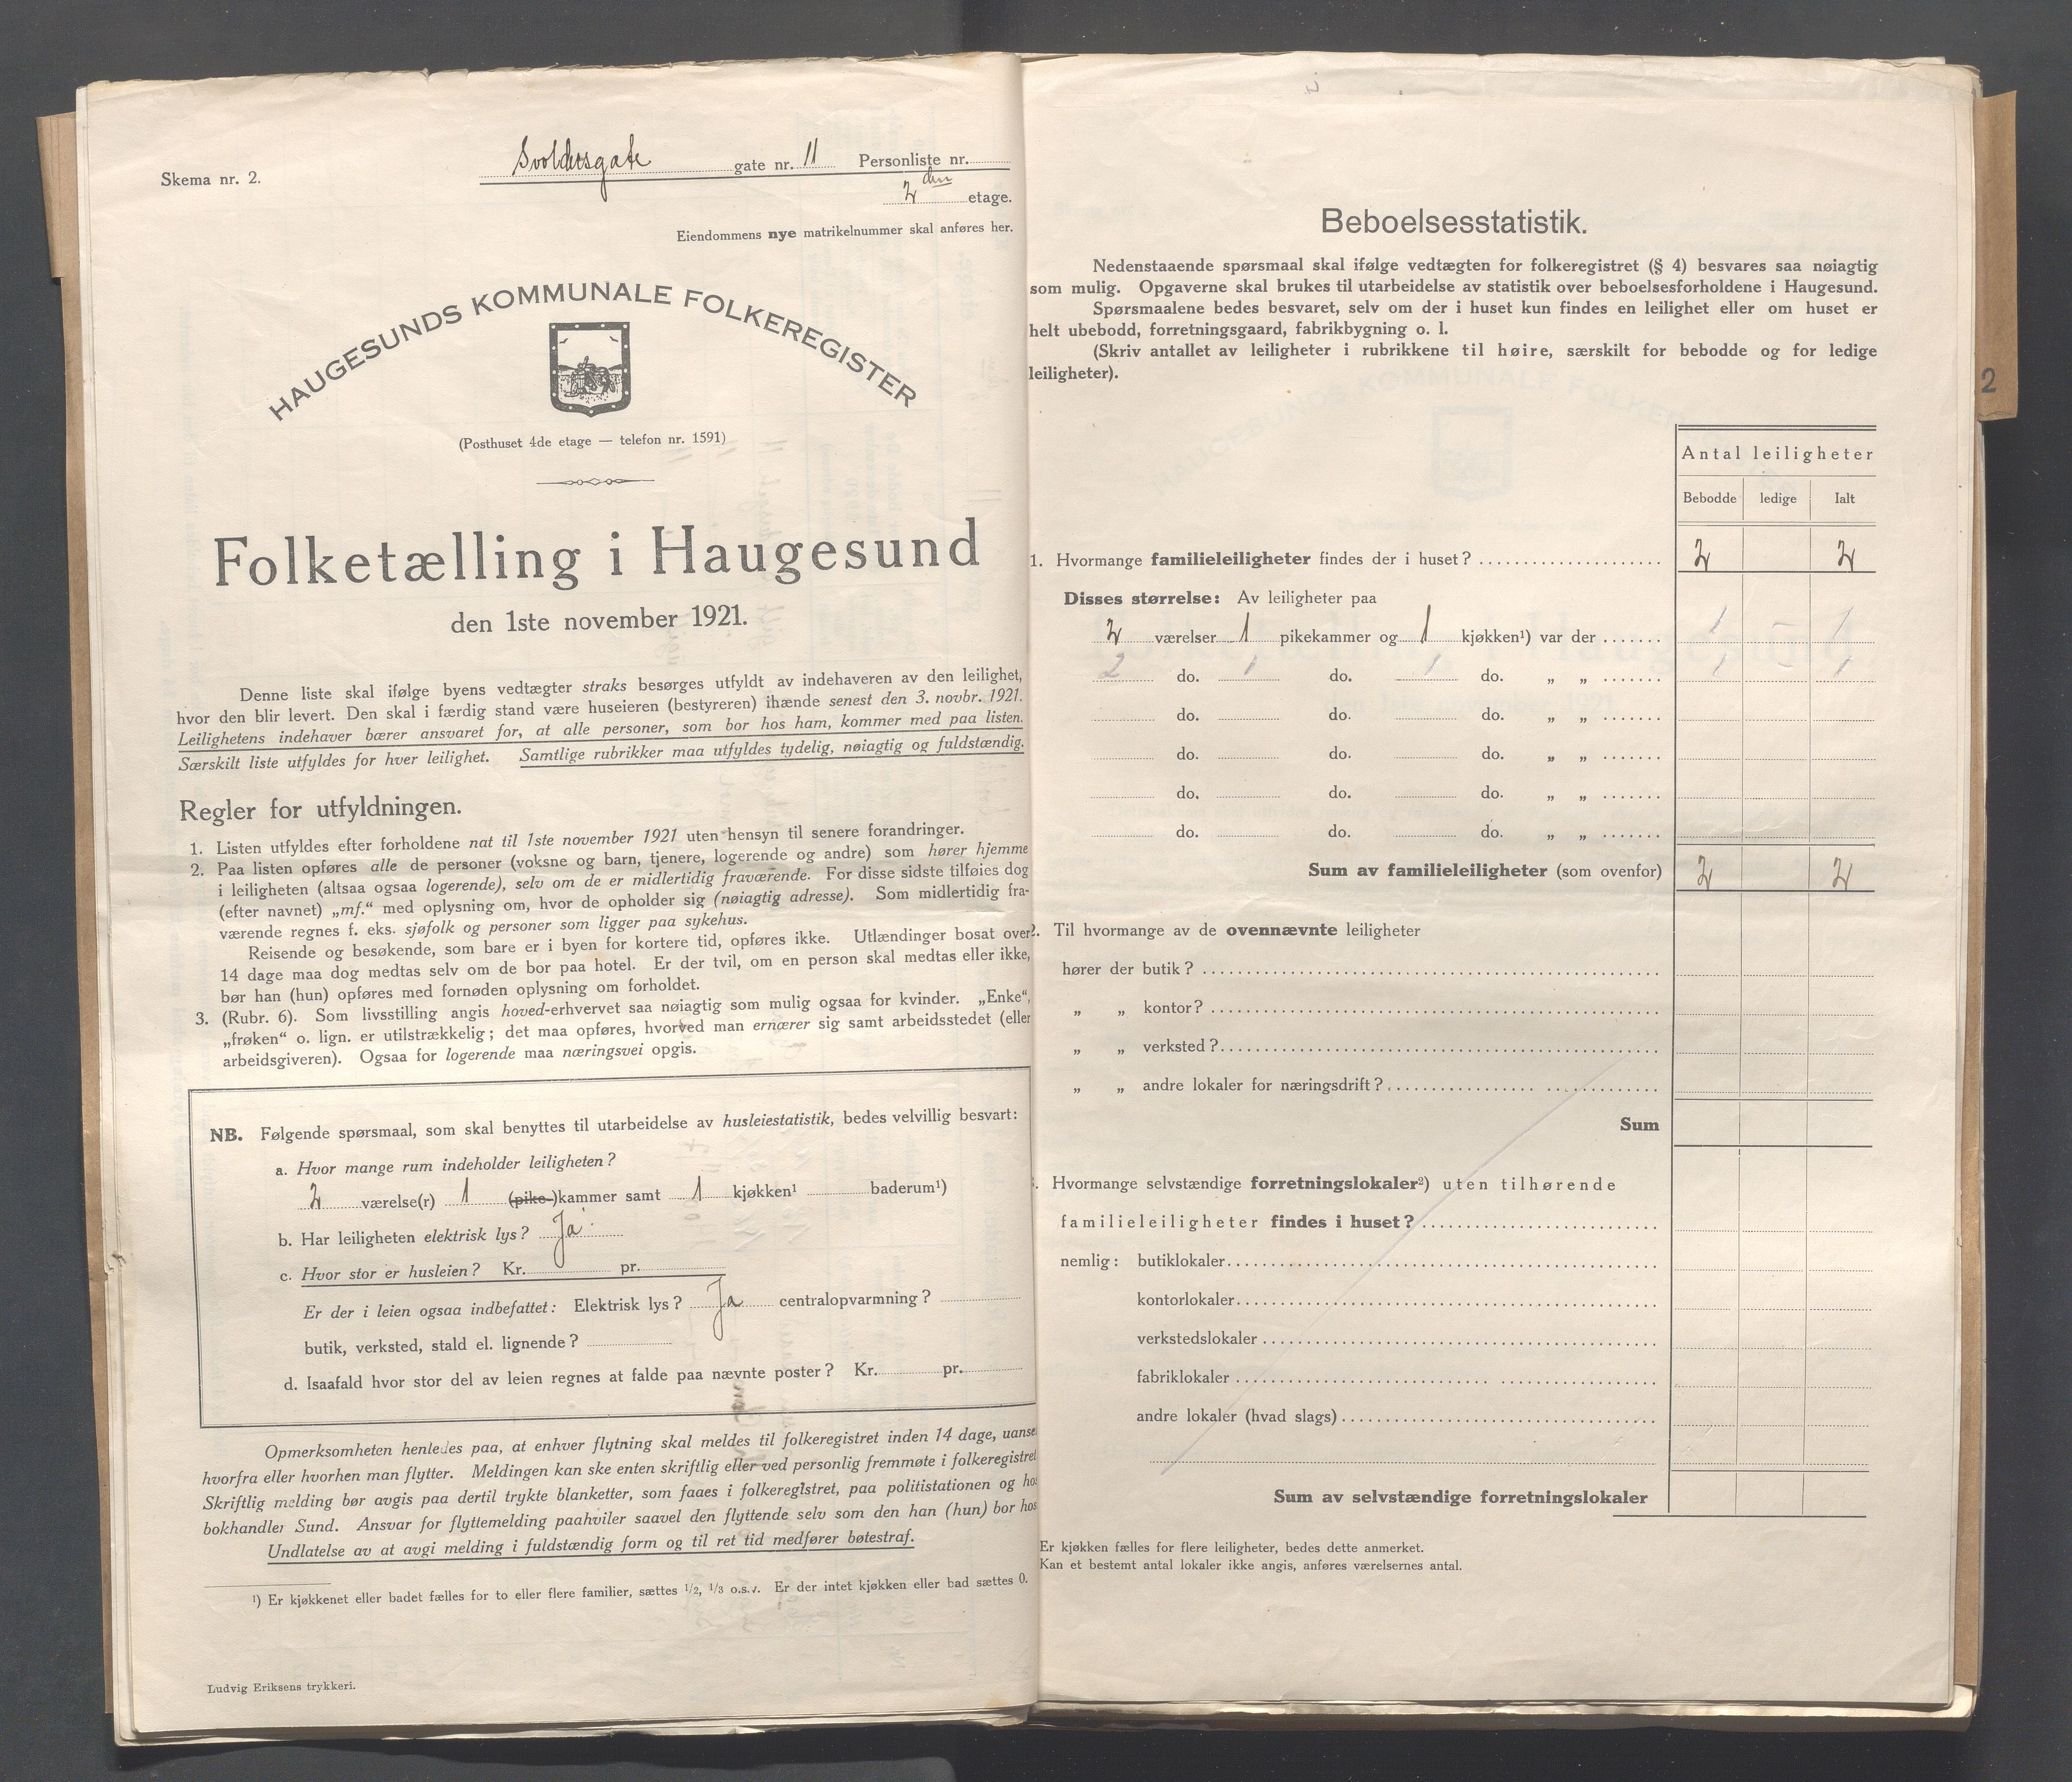 Skema nr. 2.
Svoldersgate gate nr. 11 Personliste nr.
2 den etage.
Eiendommens nye matrikelnummer skal anføres her.
HAUGESUNDS KOMMUNALE FOLKEREGISTER
(Posthuset 4de etage — telefon nr. 1591)
Folketælling i Haugesund
den 1ste november 1921.
Denne liste skal ifølge byens vedtægter straks besørges utfyldt av indehaveren av den leilighet,
hvor den blir levert. Den skal i færdig stand være huseieren (bestyreren) ihænde senest den 3. novbr. 1921.
Leilighetens indehaver bærer ansvaret for, at alle personer, som bor hos ham, kommer med paa listen.
Særskilt liste utfyldes for hver leilighet. Samtlige rubrikker maa utfyldes tydelig, nøiagtig og fuldstændig.
Regler for utfyldningen.
1. Listen utfyldes efter forholdene nat til 1ste november 1921 uten hensyn til senere forandringer.
2. Paa listen opføres alle de personer (voksne og barn, tjenere, logerende og andre) som hører hjemme
i leiligheten (altsaa ogsaa logerende), selv om de er midlertidig fraværende. For disse sidste tilføies dog
(efter navnet) „mf.“ med oplysning om, hvor de opholder sig (nøiagtig adresse). Som midlertidig fra-
værende regnes f. eks. sjøfolk og personer som ligger paa sykehus.
Reisende og besøkende, som bare er i byen for kortere tid, opføres ikke. Utlændinger bosat over
14 dage maa dog medtas selv om de bor paa hotel. Er der tvil, om en person skal medtas eller ikke,
bør han (hun) opføres med fornøden oplysning om forholdet.
3. (Rubr. 6). Som livsstilling angis hoved-erhvervet saa nøiagtig som mulig ogsaa for kvinder. „Enke“,
„frøken“ o. lign. er utilstrækkelig; det maa opføres, hvorved man ernærer sig samt arbeidsstedet (eller
arbeidsgiveren). Ogsaa for logerende maa næringsvei opgis.
NB. Følgende spørsmaal, som skal benyttes til utarbeidelse av husleiestatistik, bedes velvillig besvart:
a. Hvor mange rum indeholder leiligheten?
2 værelse(r) 1 (pike-)kammer samt 1 kjøkken¹ baderum¹)
b. Har leiligheten elektrisk lys? Ja
c. Hvor stor er husleien? Kr. pr.
Er der i leien ogsaa indbefattet: Elektrisk lys? Ja centralopvarmning?
butik, verksted, stald el. lignende?
d. Isaafald hvor stor del av leien regnes at falde paa nævnte poster? Kr. pr.
Opmerksomheten henledes paa, at enhver flytning skal meldes til folkeregistret inden 14 dage, uanse
hvorfra eller hvorhen man flytter. Meldingen kan ske enten skriftlig eller ved personlig fremmøte i folkeregistret
Skriftlig melding bør avgis paa dertil trykte blanketter, som faaes i folkeregistret, paa politistationen og hos
bokhandler Sund. Ansvar for flyttemelding paahviler saavel den flyttende selv som den han (hun) bor hos
Undlatelse av at avgi melding i fuldstændig form og til ret tid medfører bøtestraf.
¹) Er kjøkkenet eller badet fælles for to eller flere familier, sættes 1/2, 1/3 o.s.v. Er der intet kjøkken eller bad sættes 0.
Ludvig Eriksens trykkeri.
Beboelsesstatistik.
Nedenstaaende spørsmaal skal ifølge vedtægten for folkeregistret (§ 4) besvares saa nøiagtig
som mulig. Opgaverne skal brukes til utarbeidelse av statistik over beboelsesforholdene i Haugesund.
Spørsmaalene bedes besvaret, selv om der i huset kun findes en leilighet eller om huset er
helt ubebodd, forretningsgaard, fabrikbygning o. l.
(Skriv antallet av leiligheter i rubrikkene til høire, særskilt for bebodde og for ledige
leiligheter).
2
Antal leiligheter
Bebodde ledige Ialt
1. Hvormange familieleiligheter findes der i huset? 2 2
Disses størrelse: Av leiligheter paa
2 værelser 1 pikekammer og 1 kjøkken¹) var der 1 — 1
2 do. 1 do. 1 do. „ „ 1 — 1
do. do. do. „ „
do. do. do. „ „
do. do. do. „ „
do. do. do. „ „
Sum av familieleiligheter (som ovenfor) 2 2
2. Til hvormange av de ovennævnte leiligheter
hører der butik?
„ „ kontor?
„ „ verksted?
„ „ andre lokaler for næringsdrift?
Sum
. Hvormange selvstændige forretningslokaler²) uten tilhørende
familieleiligheter findes i huset?
nemlig: butiklokaler
kontorlokaler
verkstedslokaler
fabriklokaler
andre lokaler (hvad slags)
Sum av selvstændige forretningslokaler
Er kjøkken fælles for flere leiligheter, bedes dette anmerket.
Kan et bestemt antal lokaler ikke angis, anføres værelsernes antal.